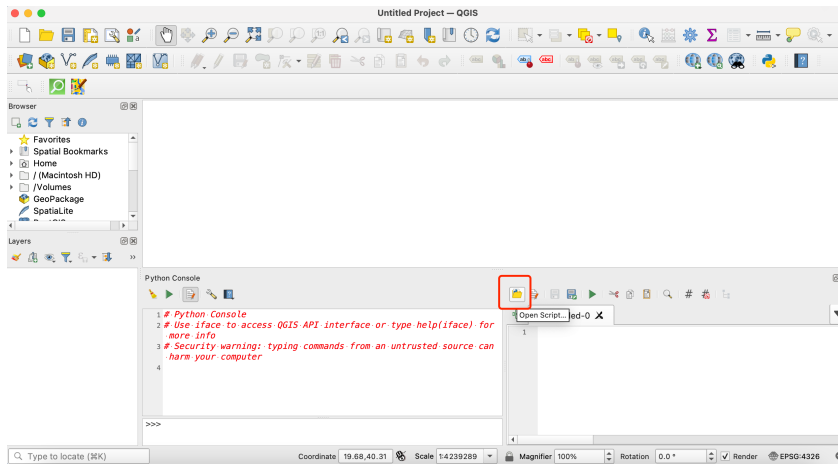 Untitled Project — QGIS
Browser
Favorites
Spatial Bookmarks
Home
/ (Macintosh HD)
/Volumes
GeoPackage
SpatiaLite
Layers
Python Console
1 # Python Console
2 # Use iface to access QGIS API interface or type help(iface) for
more info
3 # Security warning: typing commands from an untrusted source can
harm your computer
4
>>>
Open Script...
led-0
1
Type to locate (⌘K)
Coordinate 19.68,40.31
Scale 1:4239289
Magnifier 100%
Rotation 0.0 °
Render
EPSG:4326